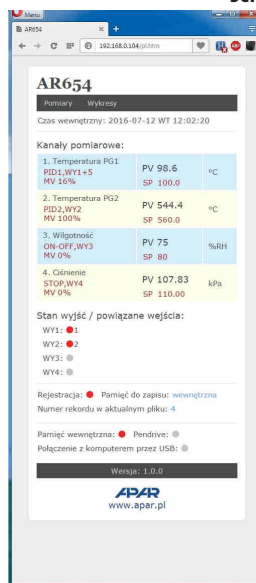 Menu
AR654
192.168.0.104/pl.htm
AR654
Pomiary Wykresy
Czas wewnętrzny: 2016-07-12 WT 12:02:20
Kanały pomiarowe:
1. Temperatura PG1
PID1,WY1+5
MV 16%
PV 98.6
SP 100.0
ºC
2. Temperatura PG2
PID2,WY2
MV 100%
PV 544.4
SP 560.0
ºC
3. Wilgotność
ON-OFF,WY3
MV 0%
PV 75
SP 80
%RH
4. Ciśnienie
STOP,WY4
MV 0%
PV 107.83
SP 110.00
kPa
Stan wyjść / powiązane wejścia:
WY1: 1
WY2: 2
WY3:
WY4:
Rejestracja: Pamięć do zapisu: wewnętrzna
Numer rekordu w aktualnym pliku: 4
Pamięć wewnętrzna: Pendrive:
Połączenie z komputerem przez USB:
Wersja: 1.0.0
APAR
www.apar.pl